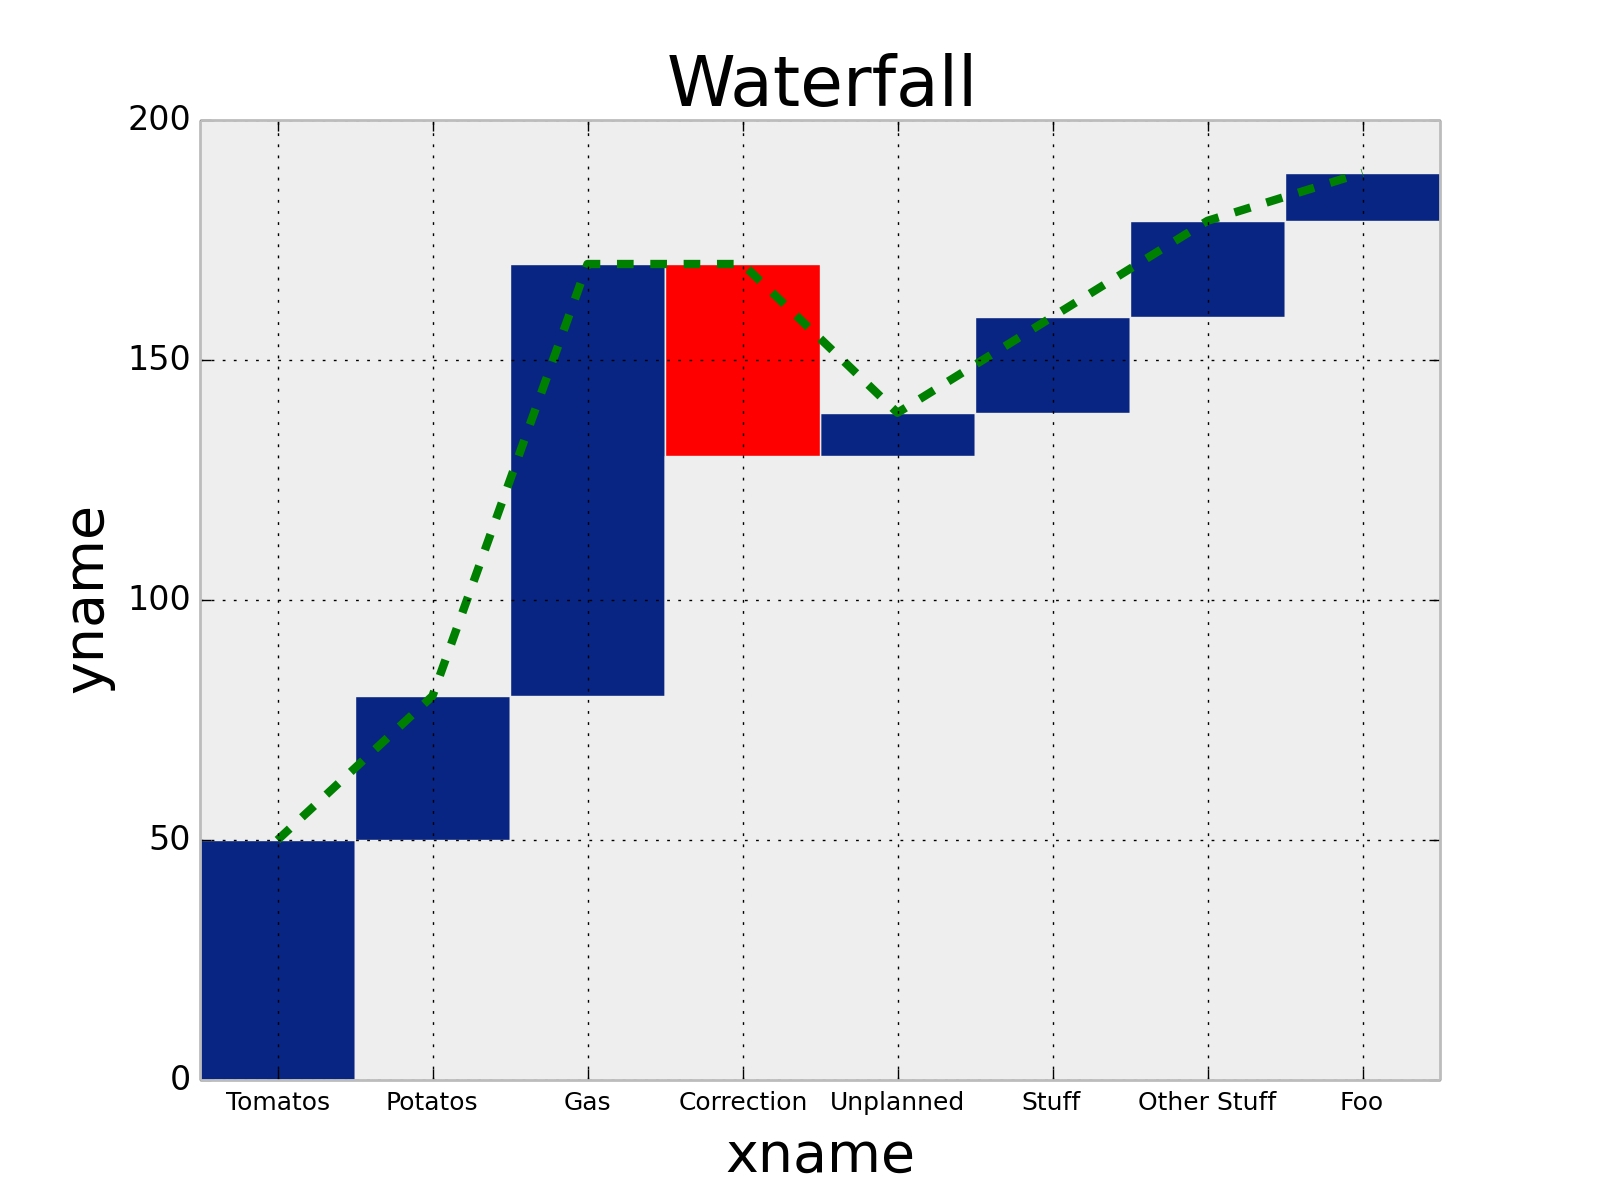 Waterfall
200
150
100
50
0
yname
Tomatos Potatos Gas Correction Unplanned Stuff Other Stuff Foo
xname